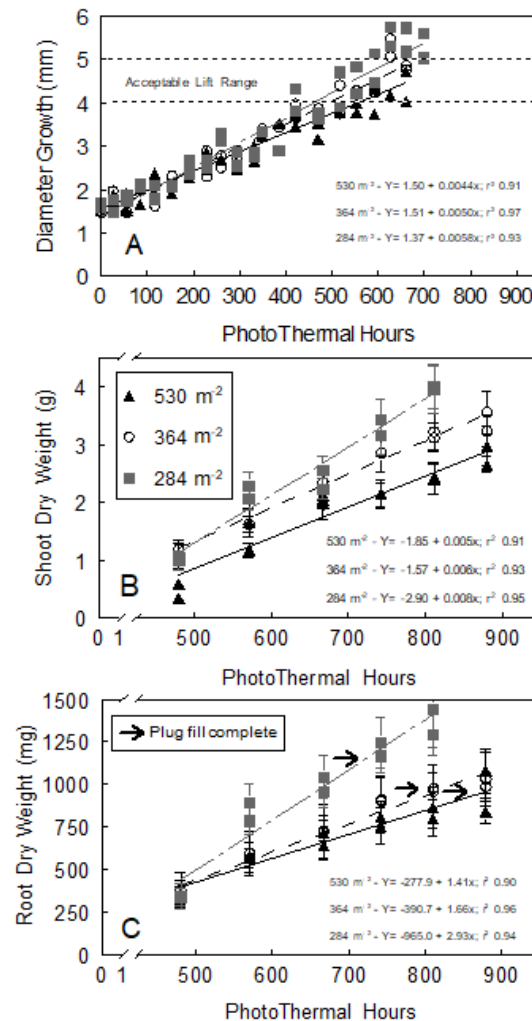 6
5
4
3
2
1
0
Diameter Growth (mm)
Acceptable Lift Range
530 m⁻² - Y= 1.50 + 0.0044x; r² 0.91
364 m⁻² - Y= 1.51 + 0.0050x; r² 0.97
284 m⁻² - Y= 1.37 + 0.0058x; r² 0.93
A
0 100 200 300 400 500 600 700 800 900
PhotoThermal Hours
4
3
2
1
0
Shoot Dry Weight (g)
530 m⁻²
364 m⁻²
284 m⁻²
530 m⁻² - Y= -1.85 + 0.005x; r² 0.91
364 m⁻² - Y= -1.57 + 0.006x; r² 0.93
284 m⁻² - Y= -2.90 + 0.008x; r² 0.95
B
0 1 500 600 700 800 900
PhotoThermal Hours
1500
1250
1000
750
500
250
0
Root Dry Weight (mg)
Plug fill complete
530 m⁻² - Y= -277.9 + 1.41x; r² 0.90
364 m⁻² - Y= -390.7 + 1.66x; r² 0.96
284 m⁻² - Y= -965.0 + 2.93x; r² 0.94
C
0 1 500 600 700 800 900
PhotoThermal Hours